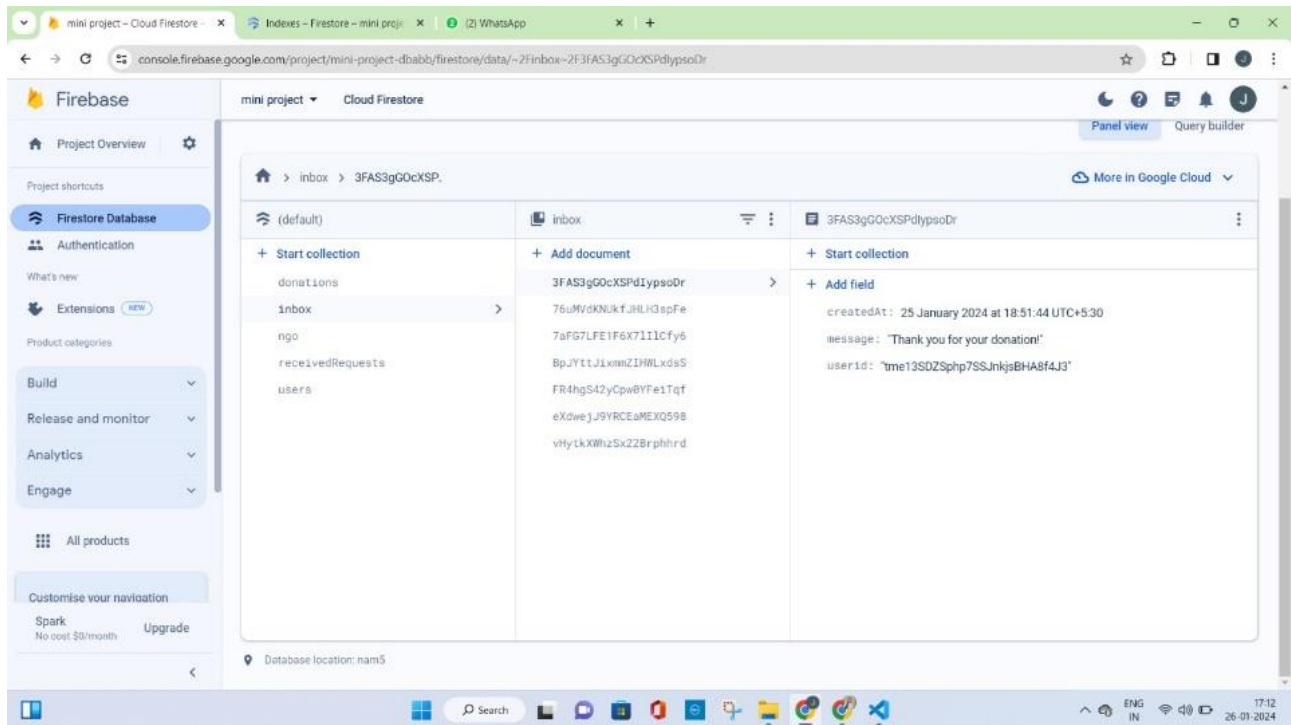 mini project – Cloud Firestore –
Indexes – Firestore – mini proje
(2) WhatsApp
console.firebase.google.com/project/mini-project-dbabb/firestore/data/~2Finbox~2F3FAS3gGOcXSPdIypsoDr
Firebase
mini project
Cloud Firestore
J
Panel view
Query builder
Project Overview
Project shortcuts
Firestore Database
Authentication
What's new
Extensions NEW
Product categories
Build
Release and monitor
Analytics
Engage
All products
Customise your navigation
Spark
No cost $0/month
Upgrade
> inbox > 3FAS3gGOcXSP.
More in Google Cloud
(default)
+ Start collection
donations
inbox
ngo
receivedRequests
users
inbox
+ Add document
3FAS3gGOcXSPdIypsoDr
76uMVdKNUkfJHLH3spFe
7aFG7LFE1F6X7lIlCfy6
BpJYttJixmmZIHWLxdsS
FR4hgS42yCpw8YFeiTqf
eXdwejJ9YRCEaMEXQ598
vHytkXWhzSx22Brphhrd
3FAS3gGOcXSPdIypsoDr
+ Start collection
+ Add field
createdAt: 25 January 2024 at 18:51:44 UTC+5:30
message: "Thank you for your donation!"
userid: "tme13SDZSphp7SSJnkjsBHA8f4J3"
Database location: nam5
Search
ENG
IN
17:12
26-01-2024